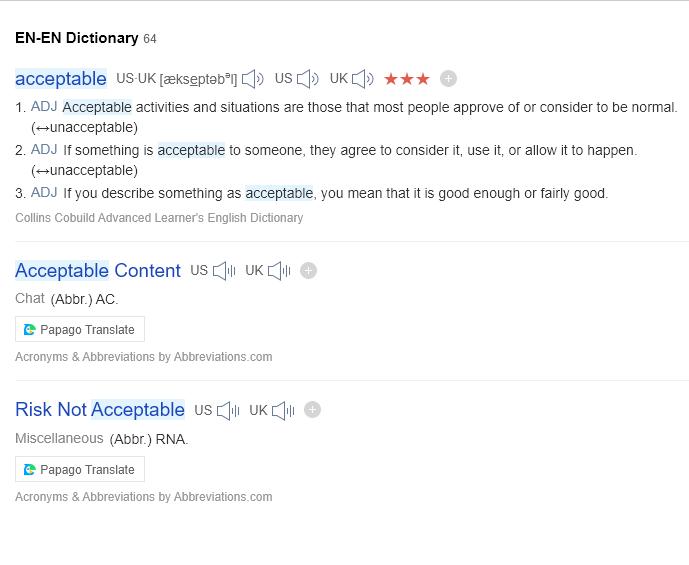 EN-EN Dictionary 64
acceptable US·UK [ækseptəbᵊl] US UK ★★★
1. ADJ Acceptable activities and situations are those that most people approve of or consider to be normal.
(↔unacceptable)
2. ADJ If something is acceptable to someone, they agree to consider it, use it, or allow it to happen.
(↔unacceptable)
3. ADJ If you describe something as acceptable, you mean that it is good enough or fairly good.
Collins Cobuild Advanced Learner's English Dictionary
Acceptable Content US UK
Chat (Abbr.) AC.
Papago Translate
Acronyms & Abbreviations by Abbreviations.com
Risk Not Acceptable US UK
Miscellaneous (Abbr.) RNA.
Papago Translate
Acronyms & Abbreviations by Abbreviations.com